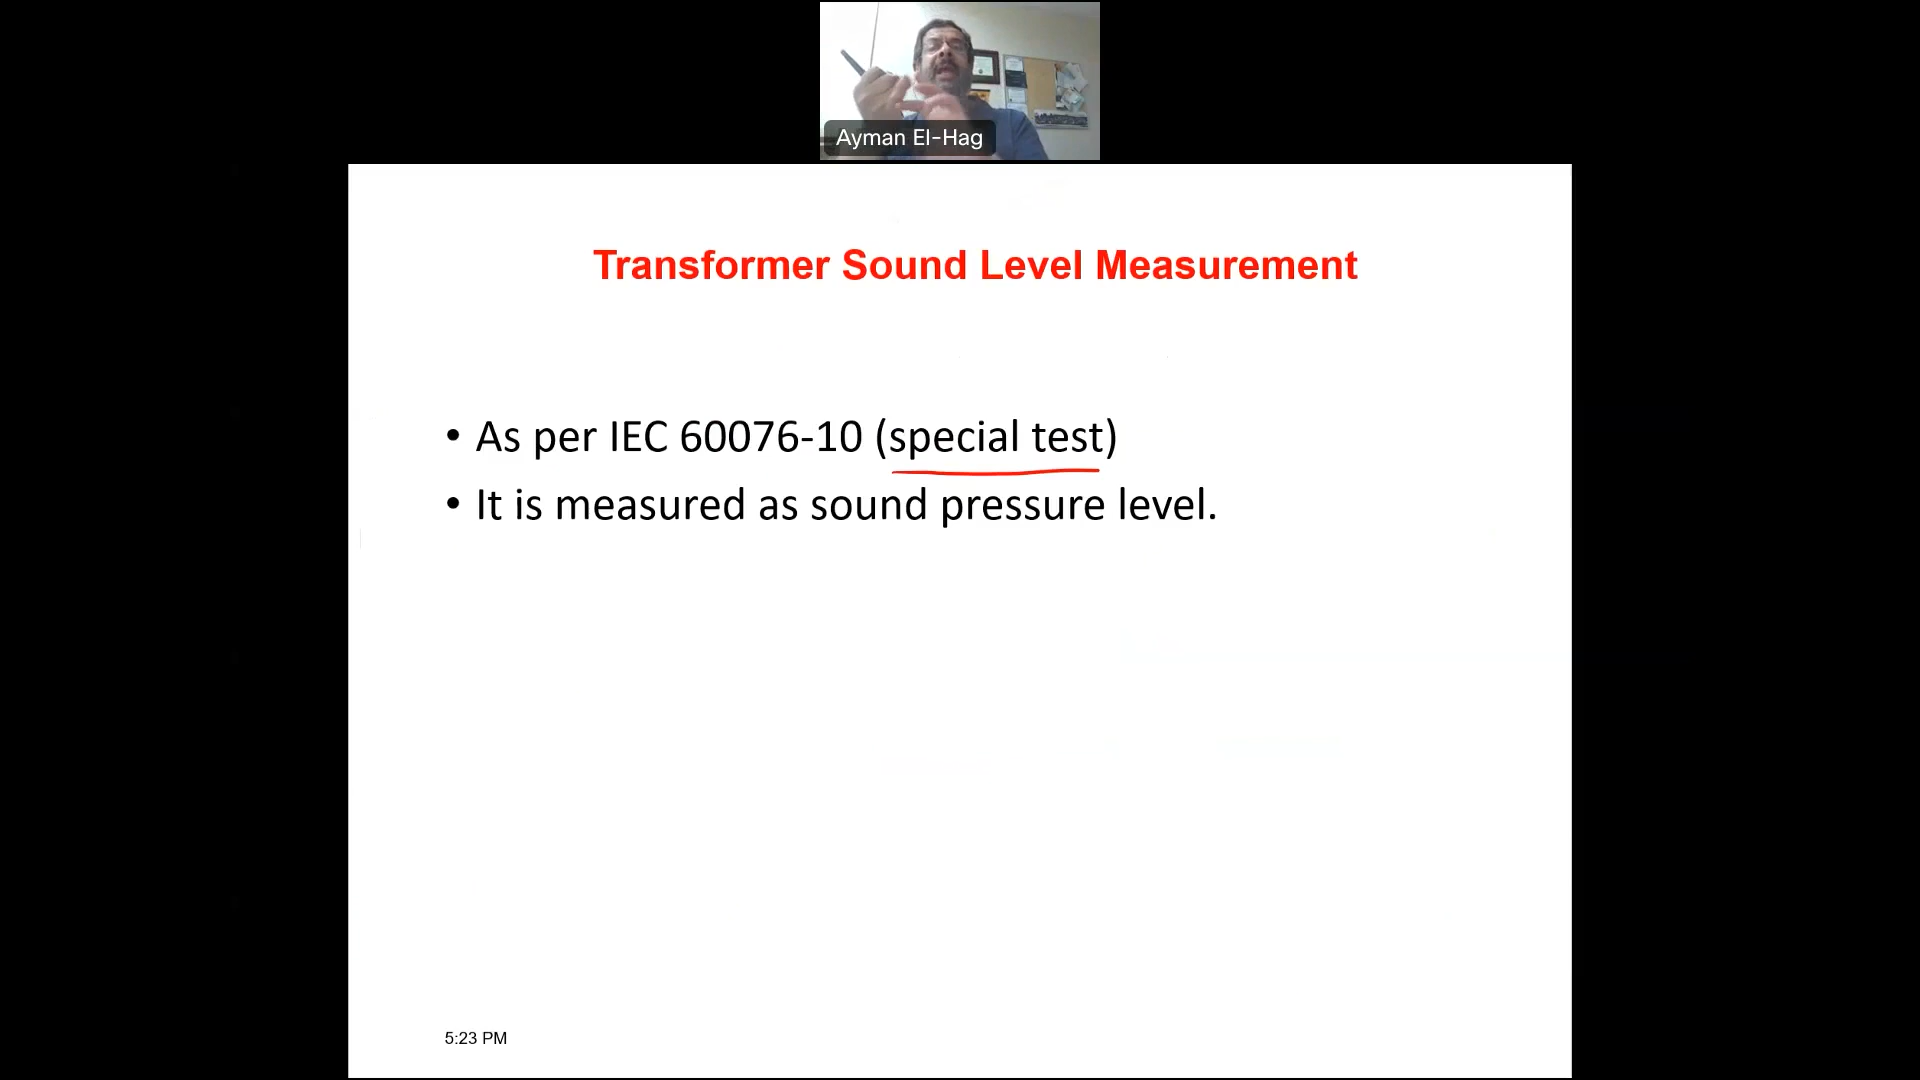 Ayman El-Hag
Transformer Sound Level Measurement
• As per IEC 60076-10 (special test)
• It is measured as sound pressure level.
5:23 PM